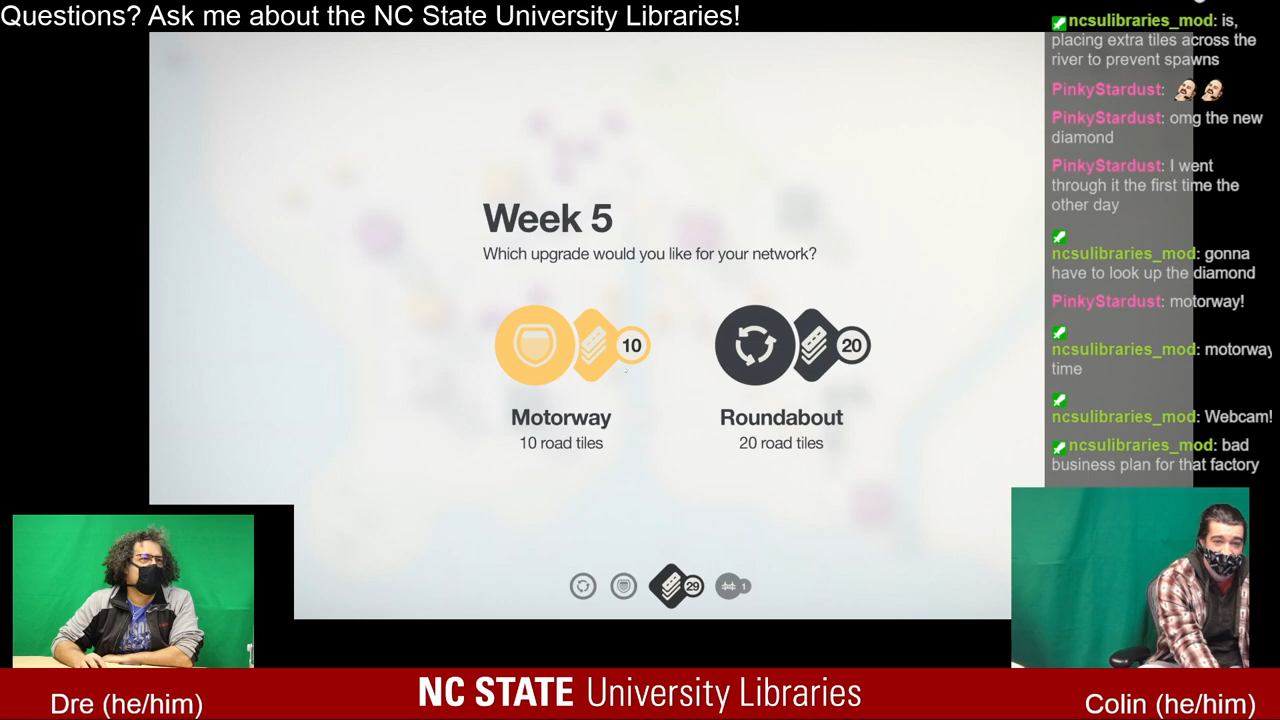 Questions? Ask me about the NC State University Libraries!
ncsulibraries_mod: is,
placing extra tiles across the
river to prevent spawns
PinkyStardust:
PinkyStardust: omg the new
diamond
PinkyStardust: I went
through it the first time the
other day
ncsulibraries_mod: gonna
have to look up the diamond
PinkyStardust: motorway!
ncsulibraries_mod: motorway
time
ncsulibraries_mod: Webcam!
ncsulibraries_mod: bad
business plan for that factory
Week 5
Which upgrade would you like for your network?
10
20
Motorway
Roundabout
10 road tiles
20 road tiles
29
1
Dre (he/him)
NC STATE University Libraries
Colin (he/him)